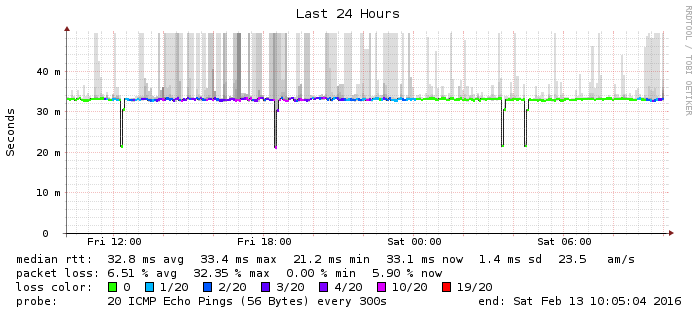 Last 24 Hours
RRDTOOL / TOBI OETIKER
Seconds
40 m
30 m
20 m
10 m
0
Fri 12:00 Fri 18:00 Sat 00:00 Sat 06:00
median rtt: 32.8 ms avg 33.4 ms max 21.2 ms min 33.1 ms now 1.4 ms sd 23.5 am/s
packet loss: 6.51 % avg 32.35 % max 0.00 % min 5.90 % now
loss color: 0 1/20 2/20 3/20 4/20 10/20 19/20
probe: 20 ICMP Echo Pings (56 Bytes) every 300s end: Sat Feb 13 10:05:04 2016